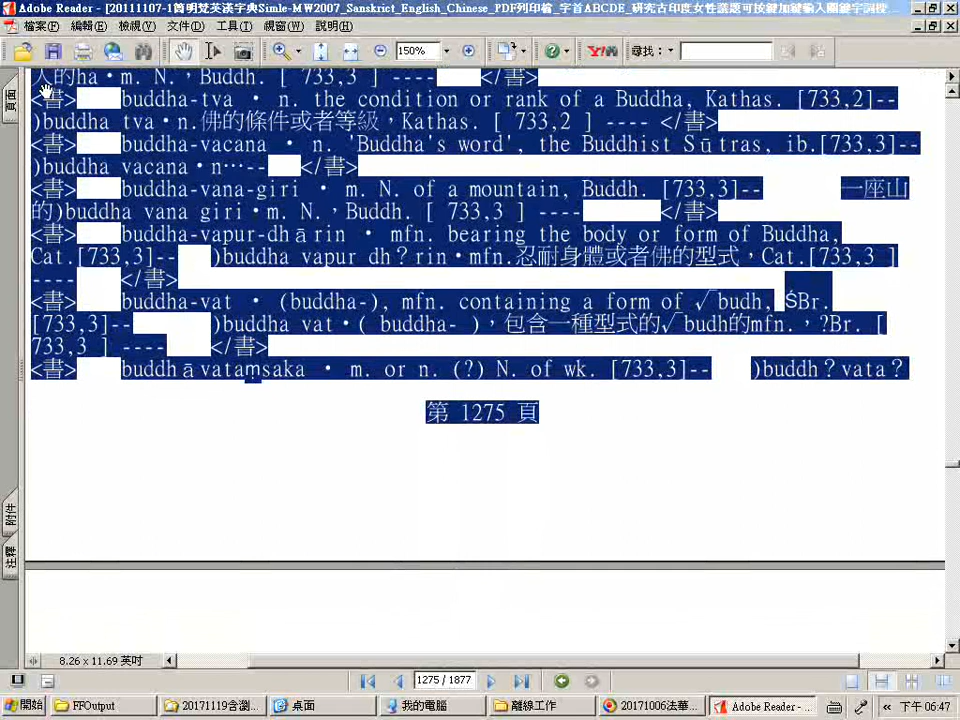 Adobe Reader - [20111107-1簡明梵英漢字典Simle-MW2007_Sanskrict_English_Chinese_PDF列印檔_字首ABCDE_研究古印度女性議題可按鍵加鍵輸入關鍵字詞搜
檔案(F) 編輯(E) 檢視(V) 文件(D) 工具(T) 視窗(W) 說明(H)
150% 尋找：
頁面
人的ha‧m. N.，Buddh. [ 733,3 ] ---- </書>
<書> buddha-tva ‧ n. the condition or rank of a Buddha, Kathas. [733,2]--
)buddha tva‧n.佛的條件或者等級，Kathas. [ 733,2 ] ---- </書>
<書> buddha-vacana ‧ n. 'Buddha's word', the Buddhist Sūtras, ib.[733,3]--
)buddha vacana‧n…-- </書>
<書> buddha-vana-giri ‧ m. N. of a mountain, Buddh. [733,3]-- 一座山
的)buddha vana giri‧m. N.，Buddh. [ 733,3 ] ---- </書>
<書> buddha-vapur-dhārin ‧ mfn. bearing the body or form of Buddha,
Cat.[733,3]-- )buddha vapur dh？rin‧mfn.忍耐身體或者佛的型式，Cat.[733,3 ]
---- </書>
<書> buddha-vat ‧ (buddha-), mfn. containing a form of √budh, ŚBr.
[733,3]-- )buddha vat‧( buddha- )，包含一種型式的√budh的mfn.，?Br. [
733,3 ] ---- </書>
<書> buddhāvataṃsaka ‧ m. or n. (?) N. of wk. [733,3]-- )buddh？vata？
第 1275 頁
附件
注釋
8.26 x 11.69 英吋
1275 / 1877
開始 FFOutput 20171119含瀏... 桌面 我的電腦 離線工作 20171006法華... Adobe Reader - [... 下午 06:47